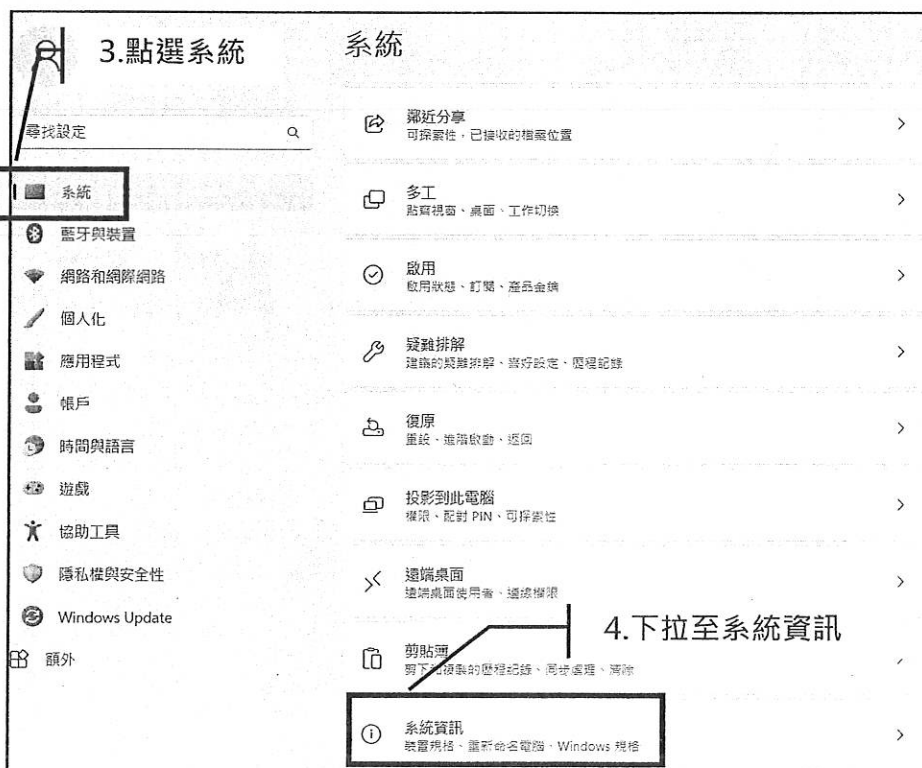 3.點選系統
尋找設定
系統
藍牙與裝置
網路和網際網路
個人化
應用程式
帳戶
時間與語言
遊戲
協助工具
隱私權與安全性
Windows Update
額外
系統
鄰近分享
可探索性，已接收的檔案位置
多工
貼齊視窗、桌面、工作切換
啟用
啟用狀態、訂閱、產品金鑰
疑難排解
建議的疑難排解、喜好設定、歷程記錄
復原
重設、進階啟動、返回
投影到此電腦
權限、配對 PIN、可探索性
遠端桌面
遠端桌面使用者、連線權限
4.下拉至系統資訊
剪貼簿
剪下和複製的歷程紀錄、同步處理、清除
系統資訊
裝置規格、重新命名電腦、Windows 規格